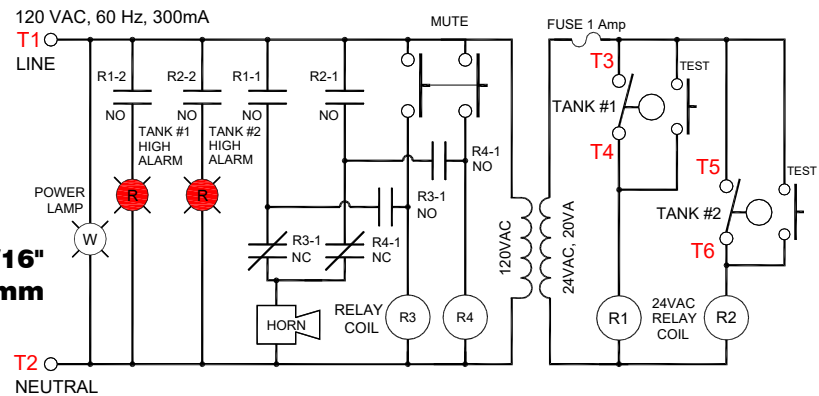 120 VAC, 60 Hz, 300mA
T1
LINE
MUTE
FUSE 1 Amp
R1-2
R2-2
R1-1
R2-1
NO
NO
NO
NO
T3
TEST
TANK #1
T4
TANK #1
HIGH
ALARM
TANK #2
HIGH
ALARM
R
R
R4-1
NO
R3-1
NO
T5
TEST
TANK #2
T6
POWER
LAMP
W
R3-1
NC
R4-1
NC
120VAC
24VAC, 20VA
16"
mm
HORN
RELAY
COIL
R3
R4
R1
24VAC
RELAY
COIL
R2
T2
NEUTRAL